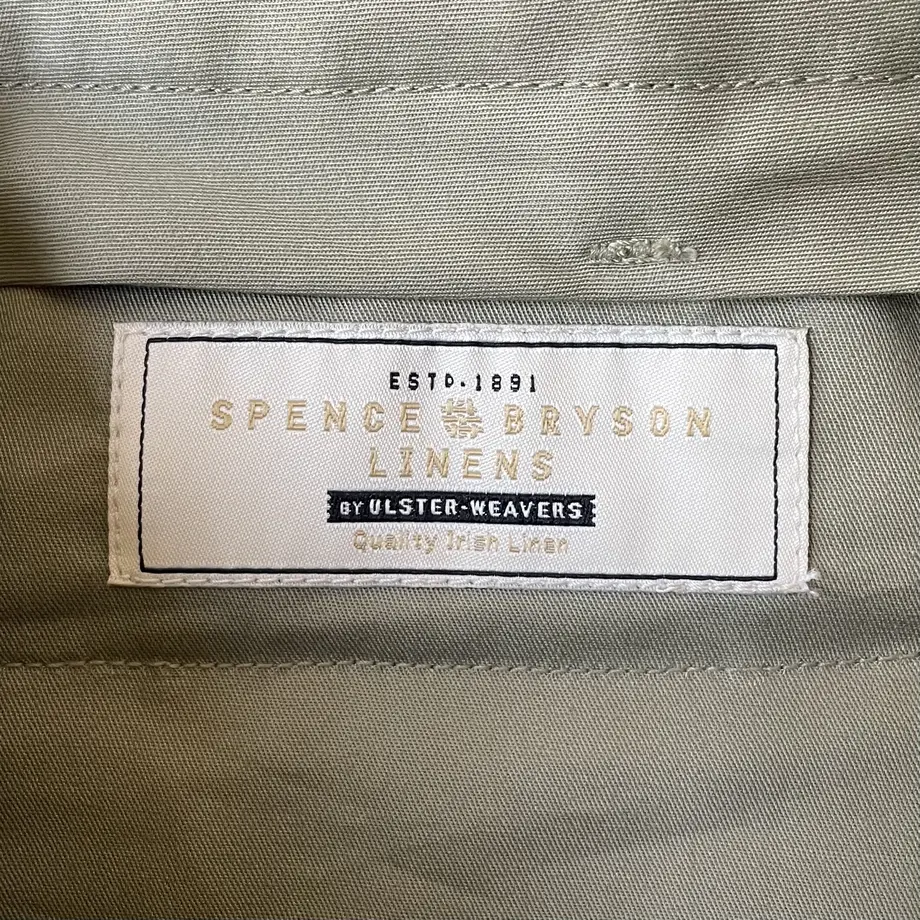 ESTD. 1891
SPENCE BRYSON
LINENS
BY ULSTER-WEAVERS
Quality Irish Linen